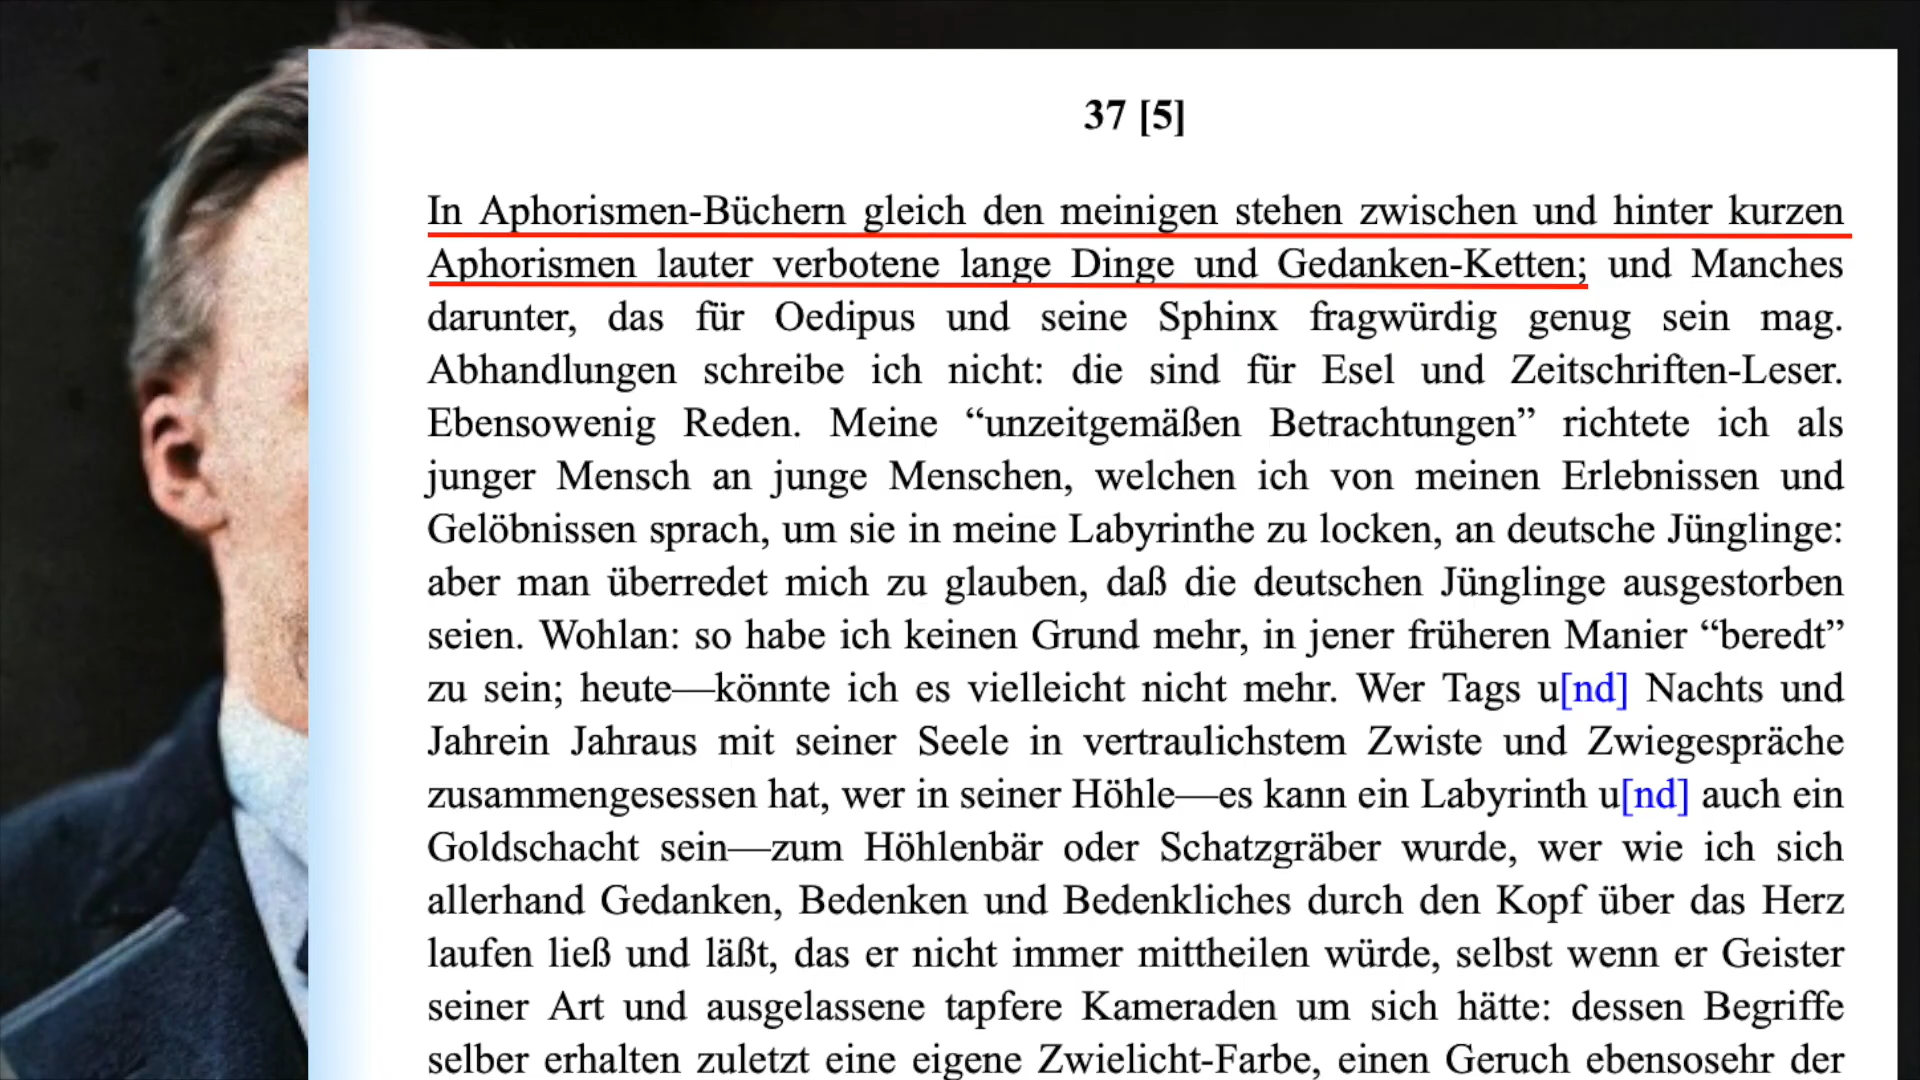 37 [5]
In Aphorismen-Büchern gleich den meinigen stehen zwischen und hinter kurzen
Aphorismen lauter verbotene lange Dinge und Gedanken-Ketten; und Manches
darunter, das für Oedipus und seine Sphinx fragwürdig genug sein mag.
Abhandlungen schreibe ich nicht: die sind für Esel und Zeitschriften-Leser.
Ebensowenig Reden. Meine “unzeitgemäßen Betrachtungen” richtete ich als
junger Mensch an junge Menschen, welchen ich von meinen Erlebnissen und
Gelöbnissen sprach, um sie in meine Labyrinthe zu locken, an deutsche Jünglinge:
aber man überredet mich zu glauben, daß die deutschen Jünglinge ausgestorben
seien. Wohlan: so habe ich keinen Grund mehr, in jener früheren Manier “beredt”
zu sein; heute—könnte ich es vielleicht nicht mehr. Wer Tags u[nd] Nachts und
Jahrein Jahraus mit seiner Seele in vertraulichstem Zwiste und Zwiegespräche
zusammengesessen hat, wer in seiner Höhle—es kann ein Labyrinth u[nd] auch ein
Goldschacht sein—zum Höhlenbär oder Schatzgräber wurde, wer wie ich sich
allerhand Gedanken, Bedenken und Bedenkliches durch den Kopf über das Herz
laufen ließ und läßt, das er nicht immer mittheilen würde, selbst wenn er Geister
seiner Art und ausgelassene tapfere Kameraden um sich hätte: dessen Begriffe
selber erhalten zuletzt eine eigene Zwielicht-Farbe, einen Geruch ebensosehr der